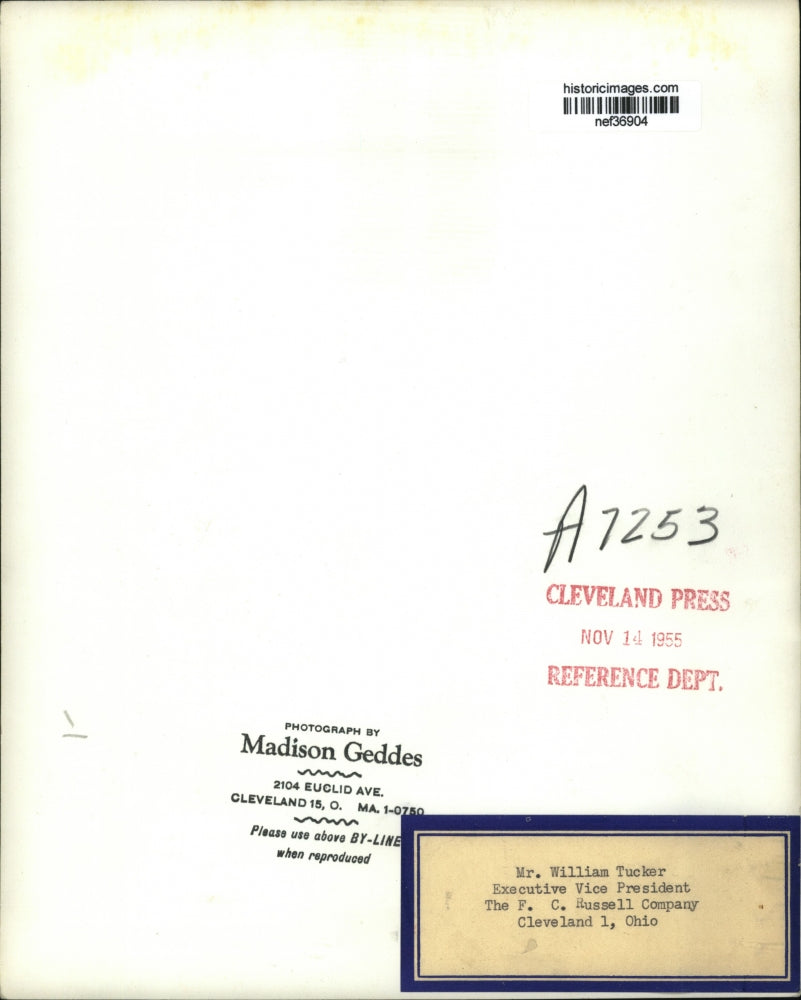 historicimages.com
nef36904
A7253
CLEVELAND PRESS
NOV 14 1955
REFERENCE DEPT.
PHOTOGRAPH BY
Madison Geddes
2104 EUCLID AVE.
CLEVELAND 15, O. MA. 1-0750
Please use above BY-LINE
when reproduced
Mr. William Tucker
Executive Vice President
The F. C. Russell Company
Cleveland 1, Ohio